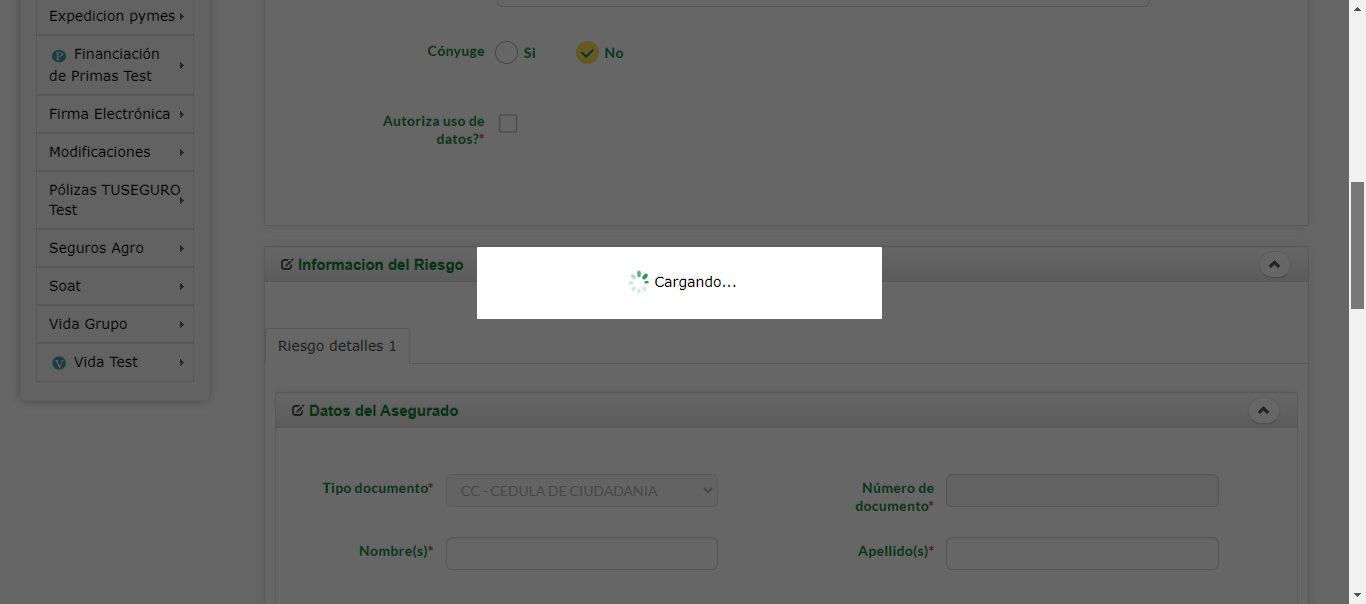 Expedicion pymes
Financiación
de Primas Test
Firma Electrónica
Modificaciones
Pólizas TUSEGURO
Test
Seguros Agro
Soat
Vida Grupo
V Vida Test
Cónyuge Si No
Autoriza uso de
datos?*
Informacion del Riesgo
Cargando...
Riesgo detalles 1
Datos del Asegurado
Tipo documento* CC - CEDULA DE CIUDADANIA
Número de
documento*
Nombre(s)*
Apellido(s)*